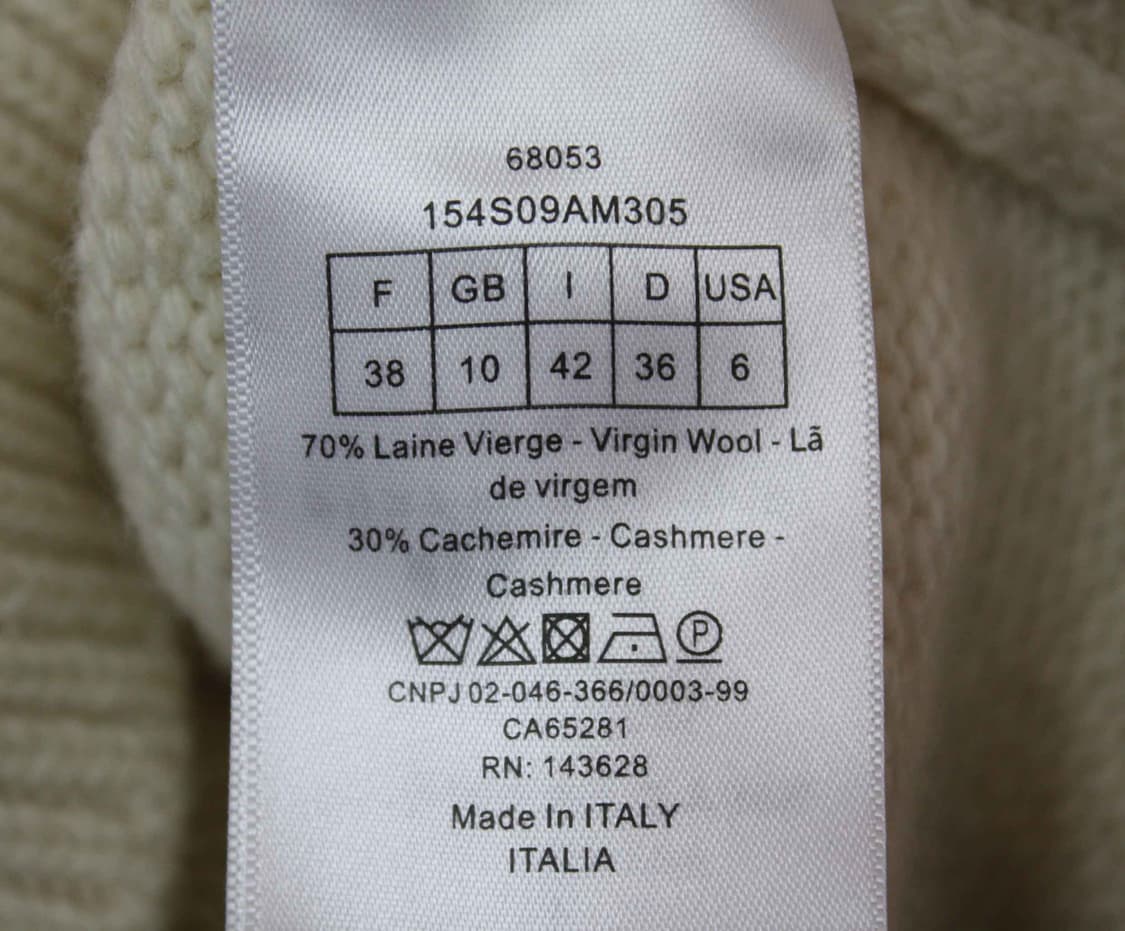 68053
154S09AM305
F GB I D USA
38 10 42 36 6
70% Laine Vierge - Virgin Wool - Lã
de virgem
30% Cachemire - Cashmere -
Cashmere
P
CNPJ 02-046-366/0003-99
CA65281
RN: 143628
Made In ITALY
ITALIA